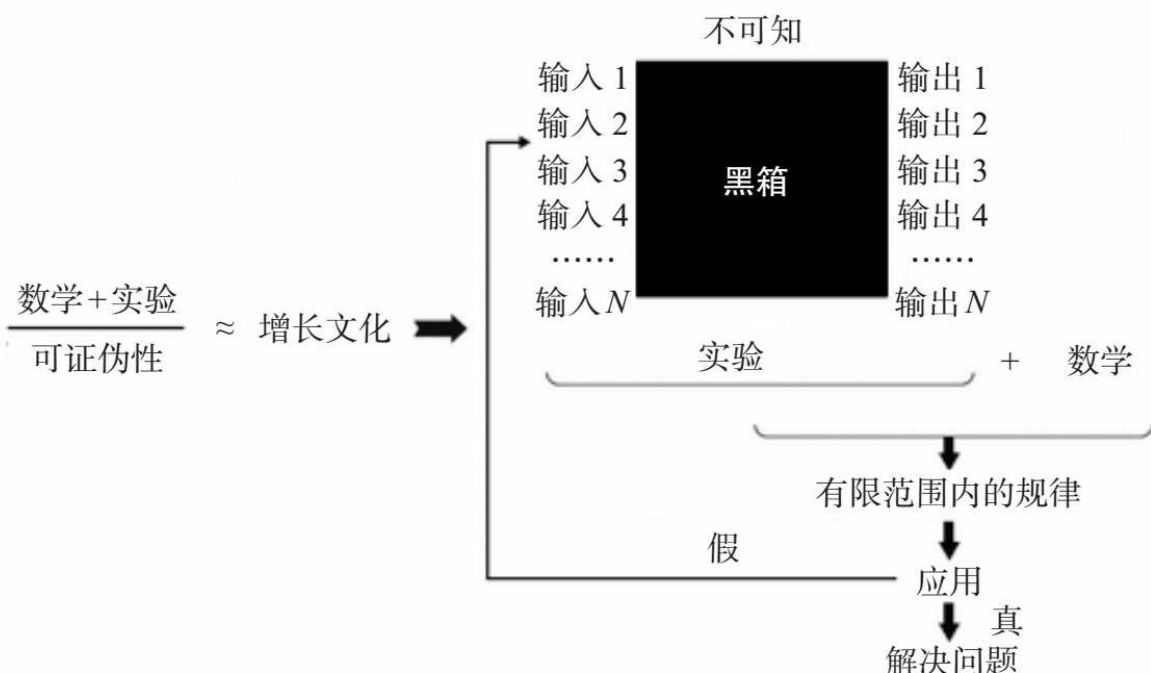 不可知
输入 1
输出 1
输入 2
输出 2
输入 3
黑箱
输出 3
输入 4
输出 4
……
……
输入N
输出N
数学+实验
可证伪性
≈ 增长文化
实验 + 数学
有限范围内的规律
假
应用
真
解决问题